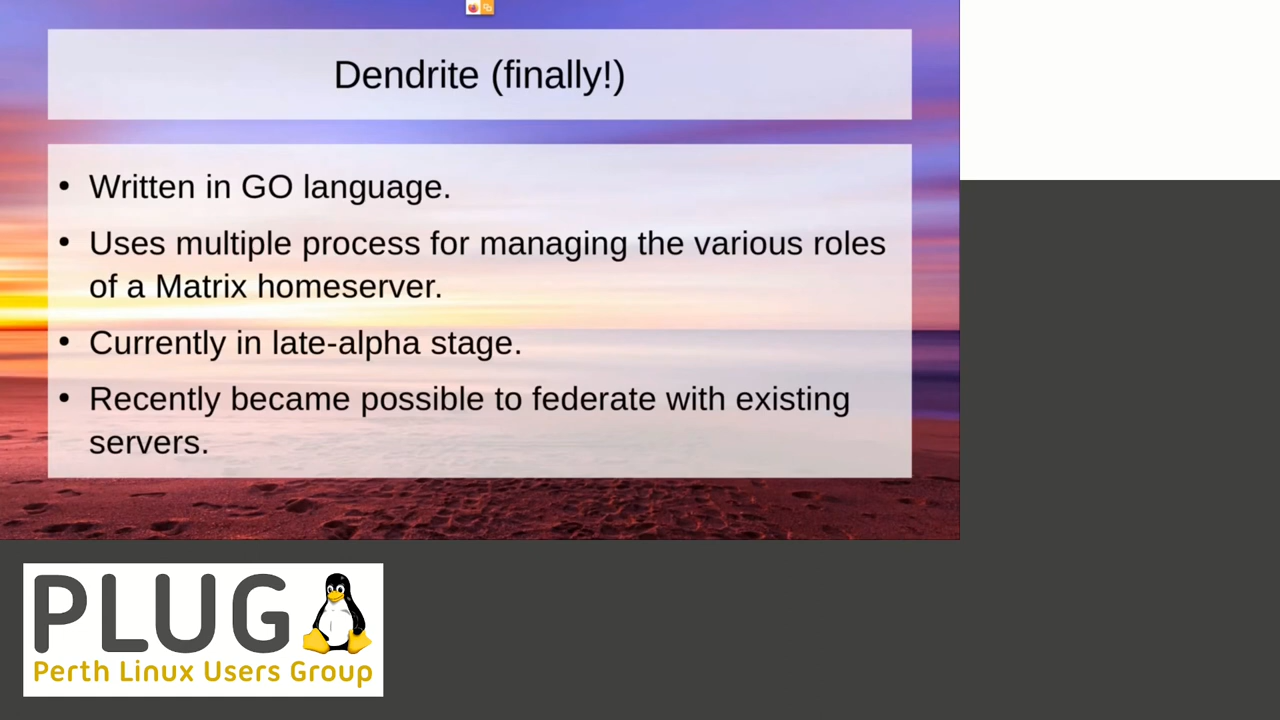 Dendrite (finally!)
• Written in GO language.
• Uses multiple process for managing the various roles
of a Matrix homeserver.
• Currently in late-alpha stage.
• Recently became possible to federate with existing
servers.
PLUG
Perth Linux Users Group